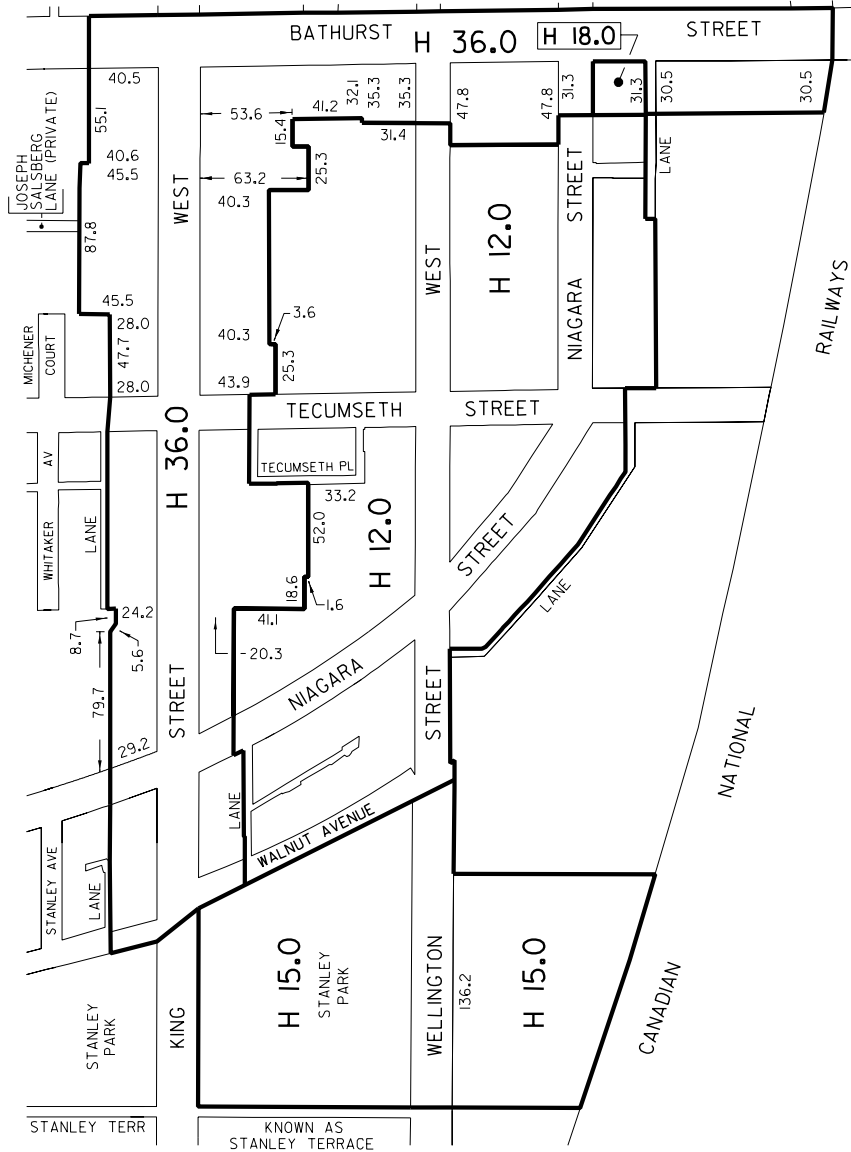 BATHURST
STREET
H 36.0
H 18.0
40.5
55.1
40.6
45.5
JOSEPH
SALSBERG
LANE (PRIVATE)
87.8
45.5
28.0
47.7
28.0
MICHENER
COURT
WEST
53.6
15.4
41.2
32.1
35.3
35.3
31.4
47.8
47.8
31.3
31.3
30.5
30.5
63.2
25.3
40.3
40.3
3.6
25.3
43.9
WEST
H 12.0
STREET
NIAGARA
LANE
RAILWAYS
H 36.0
TECUMSETH
STREET
TECUMSETH PL
AV
WHITAKER
LANE
33.2
52.0
H 12.0
18.6
1.6
41.1
20.3
24.2
8.7
5.6
79.7
29.2
STREET
NIAGARA
STREET
LANE
STREET
NATIONAL
LANE
WALNUT AVENUE
STANLEY AVE
LANE
STANLEY
PARK
KING
H 15.0
STANLEY
PARK
WELLINGTON
136.2
H 15.0
CANADIAN
STANLEY TERR
KNOWN AS
STANLEY TERRACE